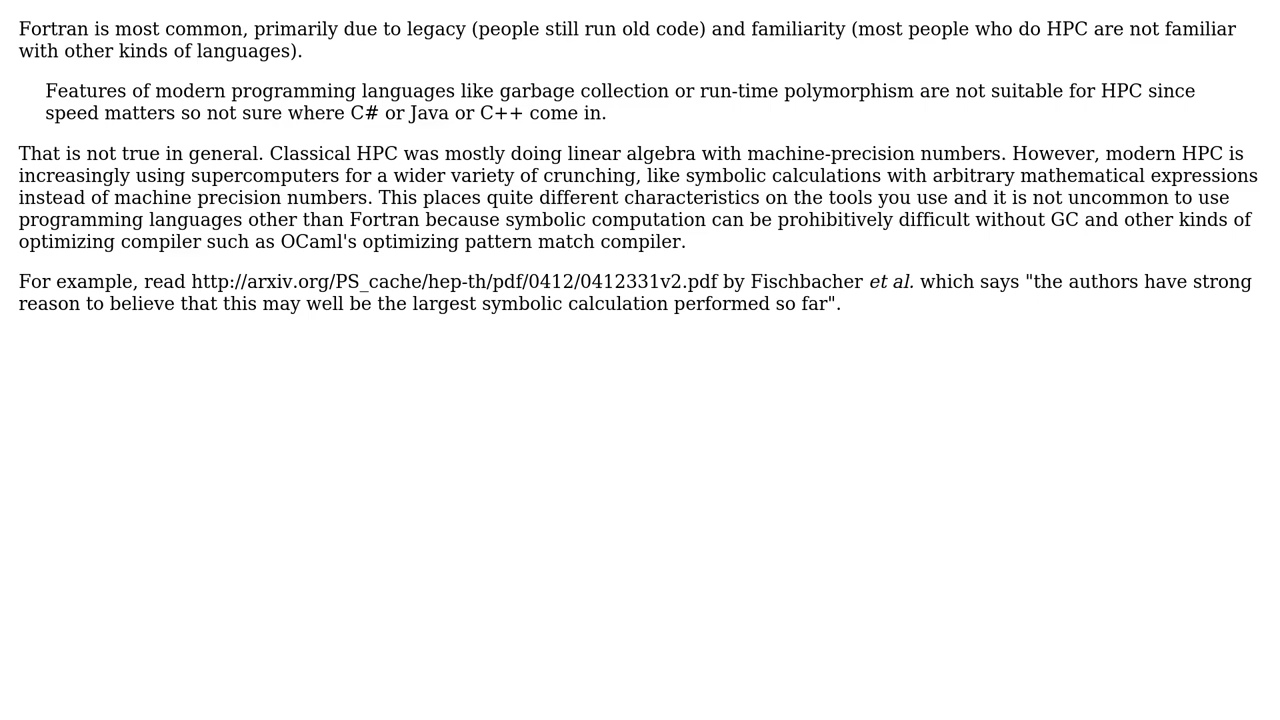 Fortran is most common, primarily due to legacy (people still run old code) and familiarity (most people who do HPC are not familiar
with other kinds of languages).
Features of modern programming languages like garbage collection or run-time polymorphism are not suitable for HPC since
speed matters so not sure where C# or Java or C++ come in.
That is not true in general. Classical HPC was mostly doing linear algebra with machine-precision numbers. However, modern HPC is
increasingly using supercomputers for a wider variety of crunching, like symbolic calculations with arbitrary mathematical expressions
instead of machine precision numbers. This places quite different characteristics on the tools you use and it is not uncommon to use
programming languages other than Fortran because symbolic computation can be prohibitively difficult without GC and other kinds of
optimizing compiler such as OCaml's optimizing pattern match compiler.
For example, read http://arxiv.org/PS_cache/hep-th/pdf/0412/0412331v2.pdf by Fischbacher et al. which says "the authors have strong
reason to believe that this may well be the largest symbolic calculation performed so far".